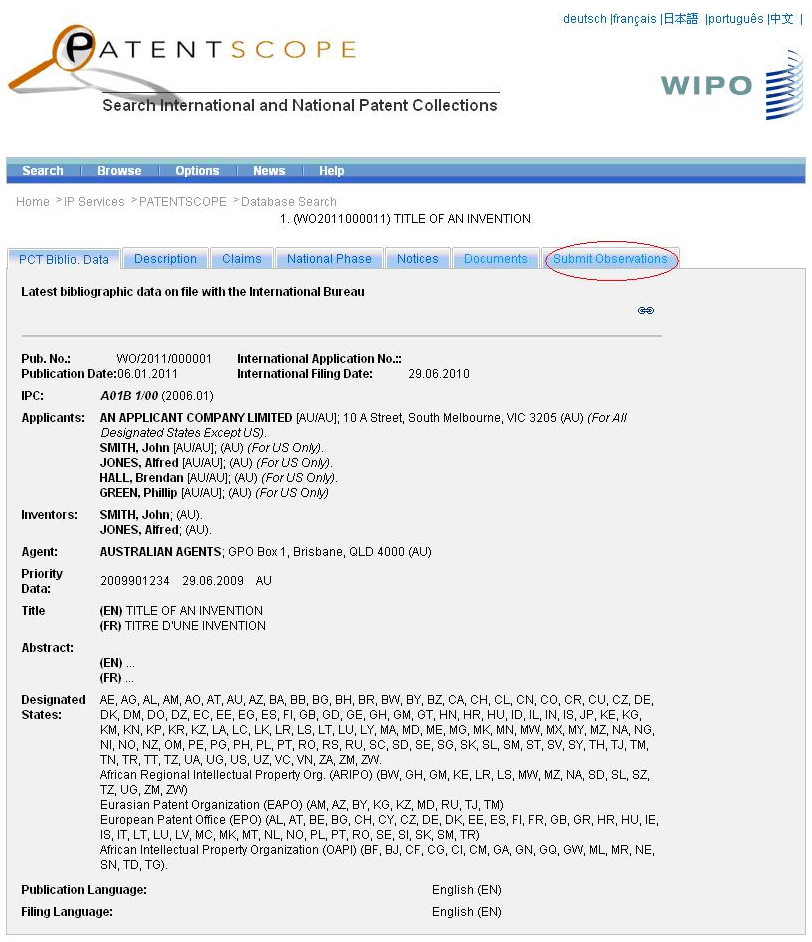 deutsch |français |日本語 |português |中文 |
PATENTSCOPE
WIPO
Search International and National Patent Collections
Search | Browse | Options | News | Help
Home >IP Services >PATENTSCOPE >Database Search
1. (WO2011000011) TITLE OF AN INVENTION
PCT Biblio. Data Description Claims National Phase Notices Documents Submit Observations
Latest bibliographic data on file with the International Bureau
Pub. No.: WO/2011/000001 International Application No.::
Publication Date:06.01.2011 International Filing Date: 29.06.2010
IPC: A01B 1/00 (2006.01)
Applicants: AN APPLICANT COMPANY LIMITED [AU/AU]; 10 A Street, South Melbourne, VIC 3205 (AU) (For All
Designated States Except US).
SMITH, John [AU/AU]; (AU) (For US Only).
JONES, Alfred [AU/AU]; (AU) (For US Only).
HALL, Brendan [AU/AU]; (AU) (For US Only).
GREEN, Phillip [AU/AU]; (AU) (For US Only)
Inventors: SMITH, John; (AU).
JONES, Alfred; (AU).
Agent: AUSTRALIAN AGENTS; GPO Box 1, Brisbane, QLD 4000 (AU)
Priority
Data: 2009901234 29.06.2009 AU
Title (EN) TITLE OF AN INVENTION
(FR) TITRE D'UNE INVENTION
Abstract:
(EN) ...
(FR) ...
Designated AE, AG, AL, AM, AO, AT, AU, AZ, BA, BB, BG, BH, BR, BW, BY, BZ, CA, CH, CL, CN, CO, CR, CU, CZ, DE,
States: DK, DM, DO, DZ, EC, EE, EG, ES, FI, GB, GD, GE, GH, GM, GT, HN, HR, HU, ID, IL, IN, IS, JP, KE, KG,
KM, KN, KP, KR, KZ, LA, LC, LK, LR, LS, LT, LU, LY, MA, MD, ME, MG, MK, MN, MW, MX, MY, MZ, NA, NG,
NI, NO, NZ, OM, PE, PG, PH, PL, PT, RO, RS, RU, SC, SD, SE, SG, SK, SL, SM, ST, SV, SY, TH, TJ, TM,
TN, TR, TT, TZ, UA, UG, US, UZ, VC, VN, ZA, ZM, ZW.
African Regional Intellectual Property Org. (ARIPO) (BW, GH, GM, KE, LR, LS, MW, MZ, NA, SD, SL, SZ,
TZ, UG, ZM, ZW)
Eurasian Patent Organization (EAPO) (AM, AZ, BY, KG, KZ, MD, RU, TJ, TM)
European Patent Office (EPO) (AL, AT, BE, BG, CH, CY, CZ, DE, DK, EE, ES, FI, FR, GB, GR, HR, HU, IE,
IS, IT, LT, LU, LV, MC, MK, MT, NL, NO, PL, PT, RO, SE, SI, SK, SM, TR)
African Intellectual Property Organization (OAPI) (BF, BJ, CF, CG, CI, CM, GA, GN, GQ, GW, ML, MR, NE,
SN, TD, TG).
Publication Language: English (EN)
Filing Language: English (EN)